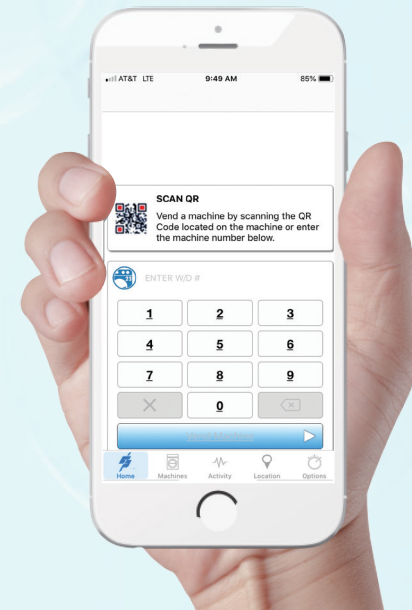 AT&T LTE 9:49 AM 85%
SCAN QR
Vend a machine by scanning the QR
Code located on the machine or enter
the machine number
below.
ENTER W/D #
1 2 3
4 5 6
7 8 9
0
Home Machines Activity Location Options